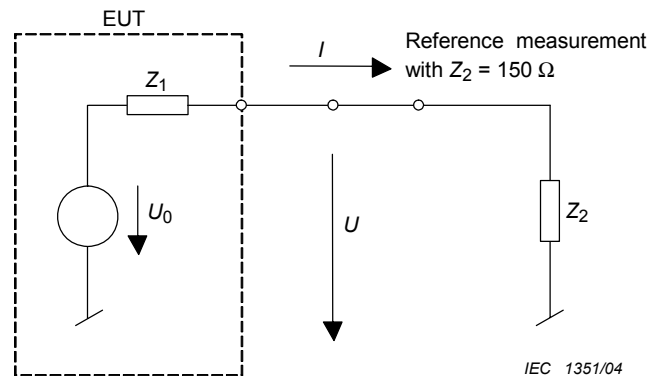 EUT
I
Reference measurement
with Z2 = 150 Ω
Z1
U0
U
Z2
IEC 1351/04